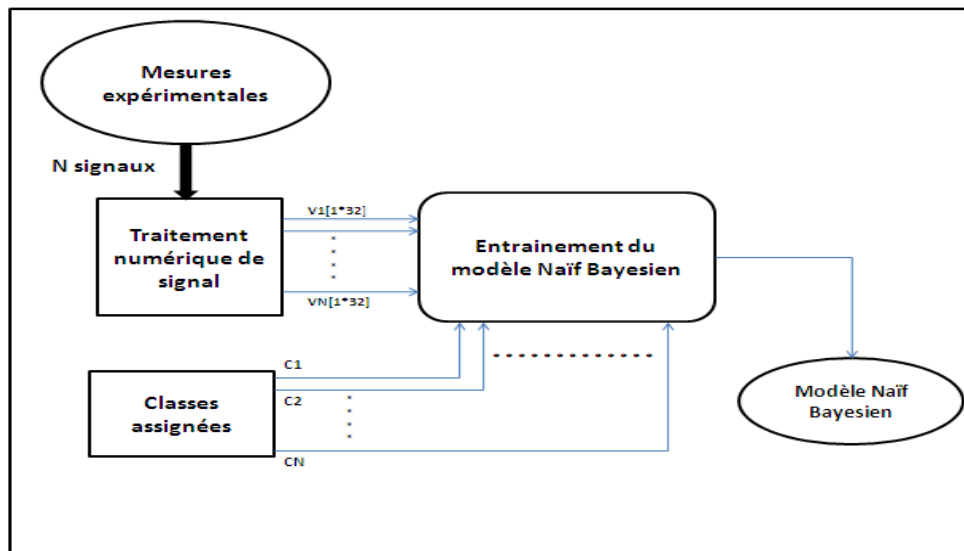 Mesures
expérimentales
N signaux
Traitement
numérique de
signal
V1[1*32]
VN[1*32]
Entrainement du
modèle Naïf Bayesien
Classes
assignées
C1
C2
CN
Modèle Naïf
Bayesien